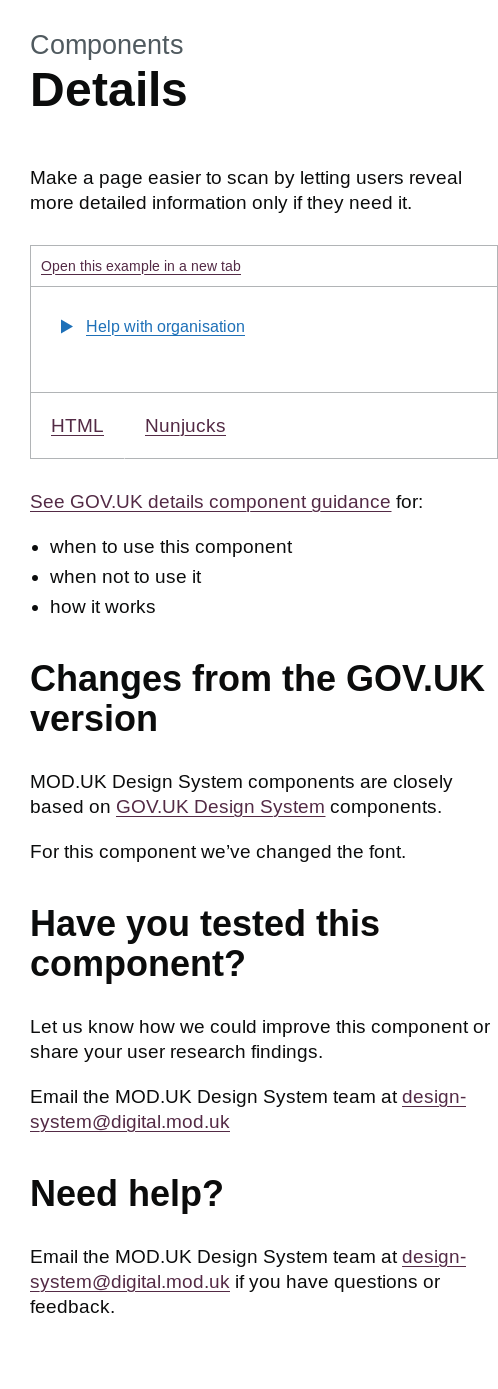 Components
Details
Make a page easier to scan by letting users reveal
more detailed information only if they need it.
Open this example in a new tab
Help with organisation
HTML Nunjucks
See GOV.UK details component guidance for:
• when to use this component
• when not to use it
• how it works
Changes from the GOV.UK
version
MOD.UK Design System components are closely
based on GOV.UK Design System components.
For this component we’ve changed the font.
Have you tested this
component?
Let us know how we could improve this component or
share your user research findings.
Email the MOD.UK Design System team at design-
system@digital.mod.uk
Need help?
Email the MOD.UK Design System team at design-
system@digital.mod.uk if you have questions or
feedback.